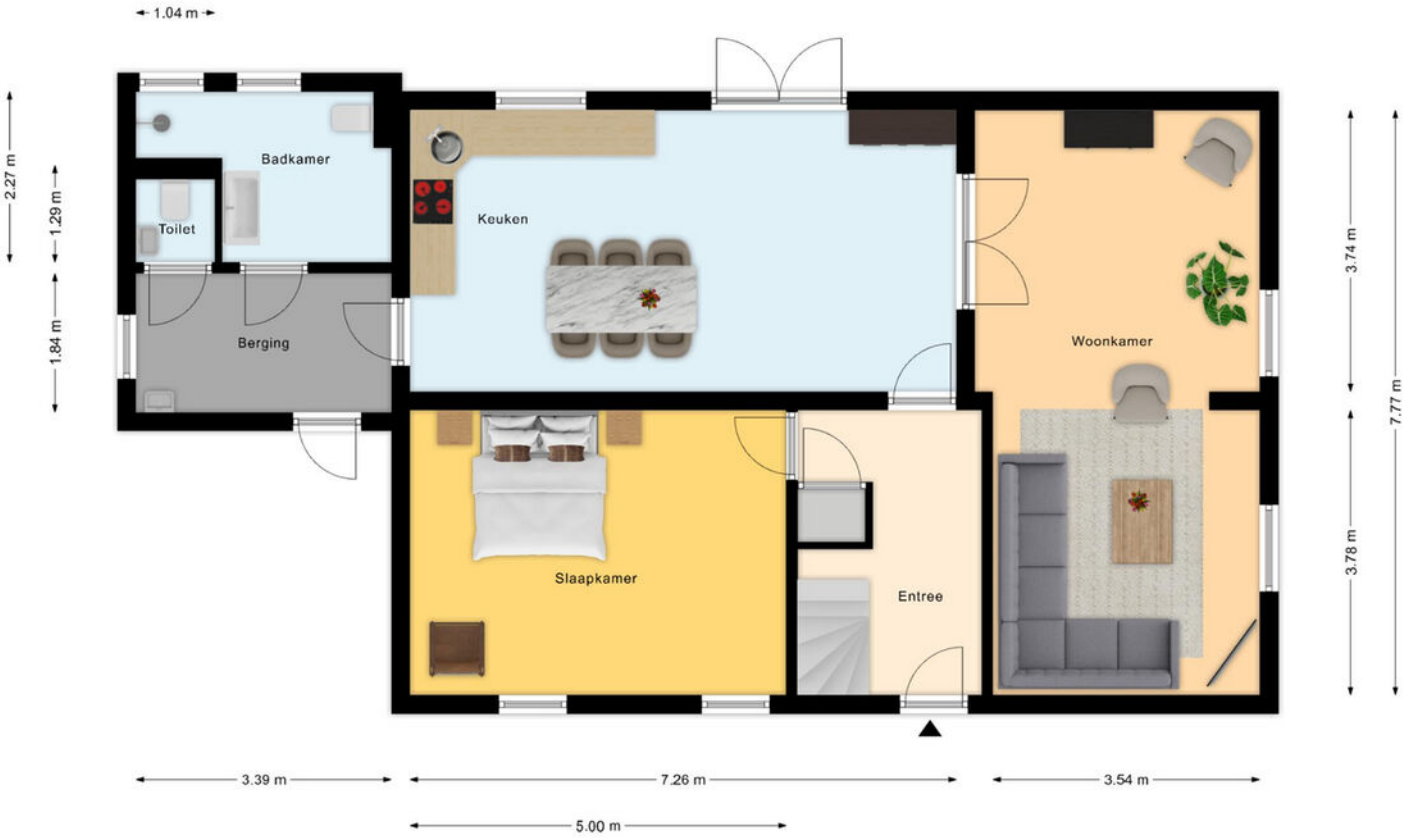 1.04 m
2.27 m
1.29 m
1.84 m
Badkamer
Toilet
Berging
Keuken
Woonkamer
Slaapkamer
Entree
3.74 m
7.77 m
3.78 m
3.39 m
7.26 m
3.54 m
5.00 m